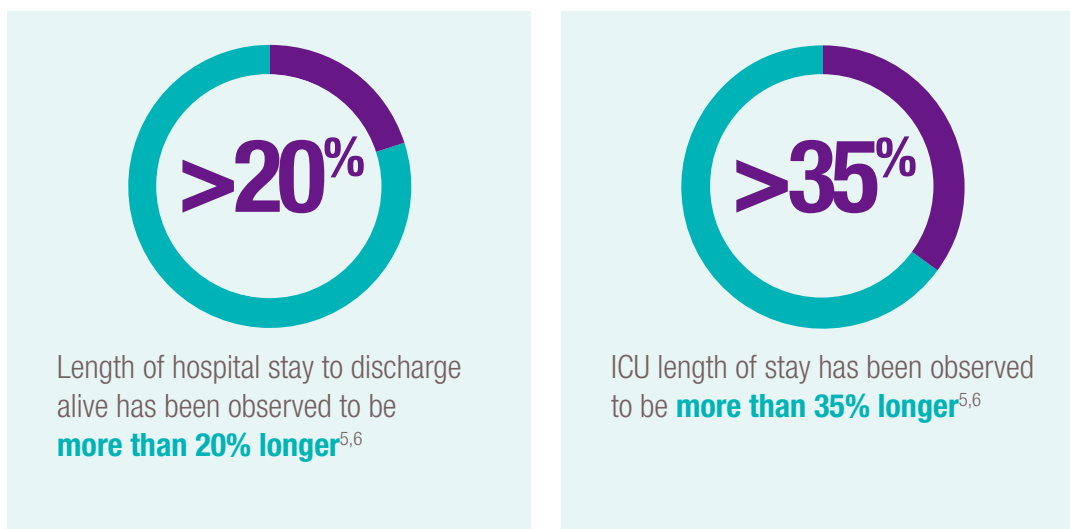 >20%
Length of hospital stay to discharge
alive has been observed to be
more than 20% longer5,6
>35%
ICU length of stay has been observed
to be more than 35% longer5,6